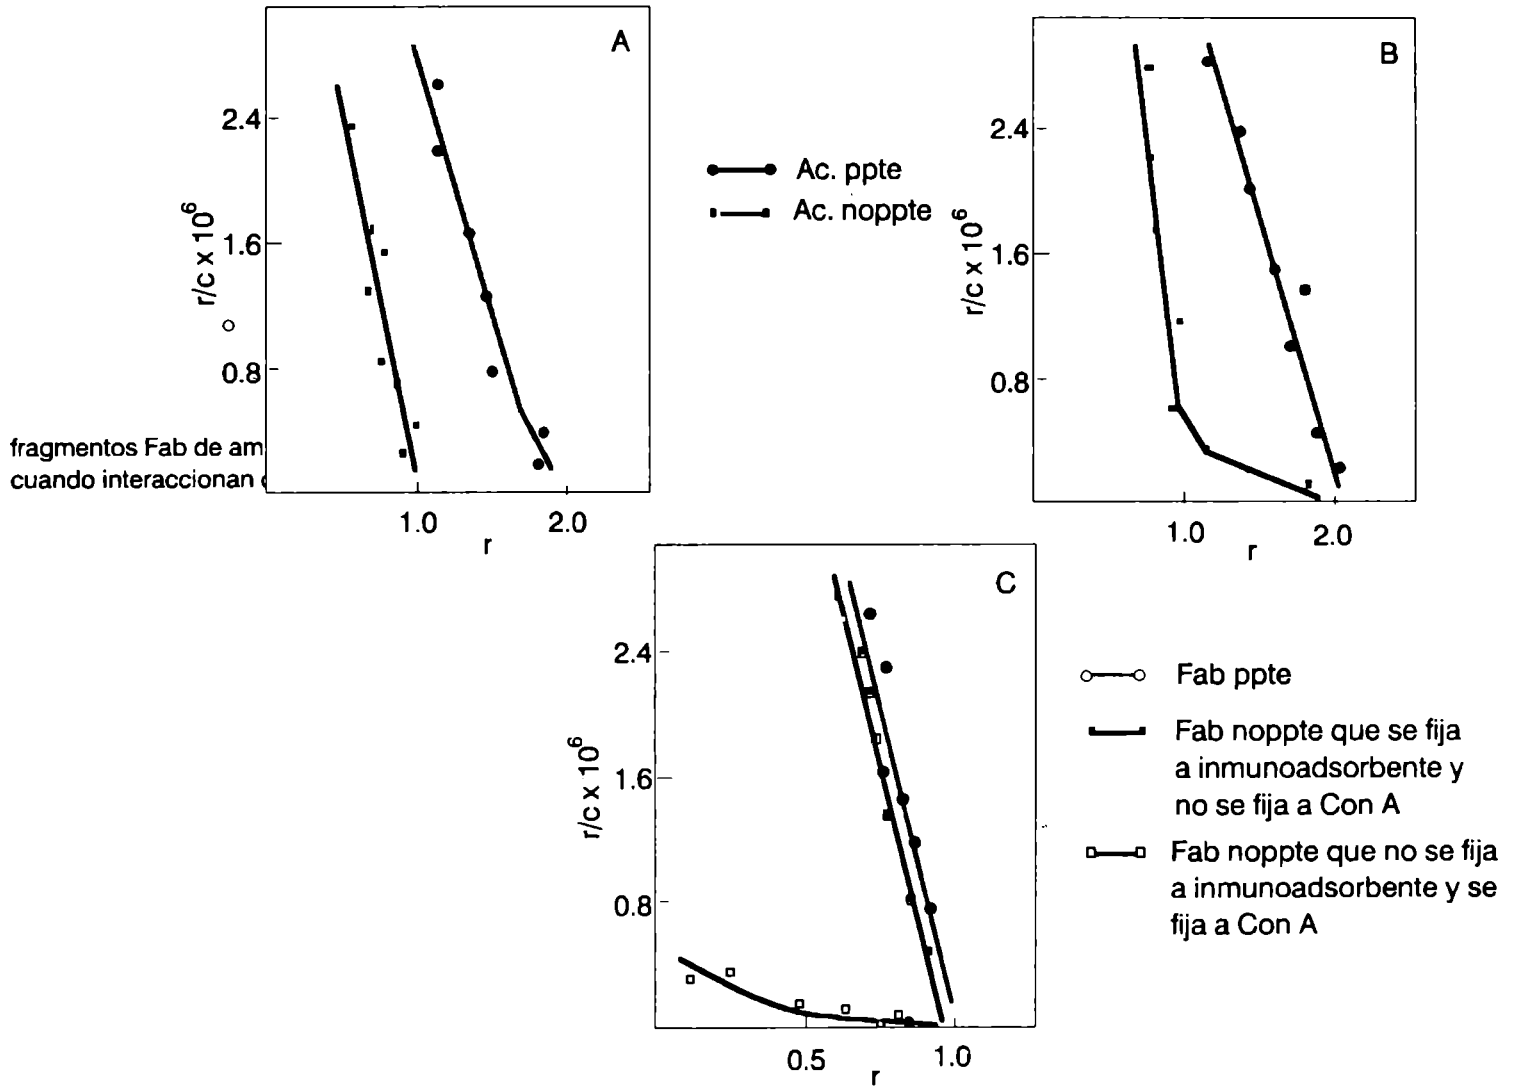 A
2.4
1.6
0.8
r/c x 10⁶
1.0 2.0
r
Ac. ppte
Ac. noppte
B
2.4
1.6
0.8
r/c x 10⁶
1.0 2.0
r
fragmentos Fab de am
cuando interaccionan
C
2.4
1.6
0.8
r/c x 10⁶
0.5 1.0
r
Fab ppte
Fab noppte que se fija
a inmunoadsorbente y
no se fija a Con A
Fab noppte que no se fija
a inmunoadsorbente y se
fija a Con A